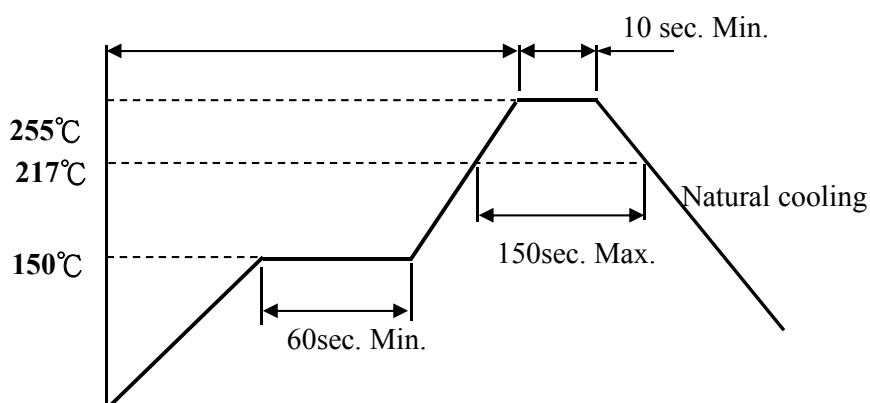 10 sec. Min.
255℃
217℃
Natural cooling
150sec. Max.
150℃
60sec. Min.